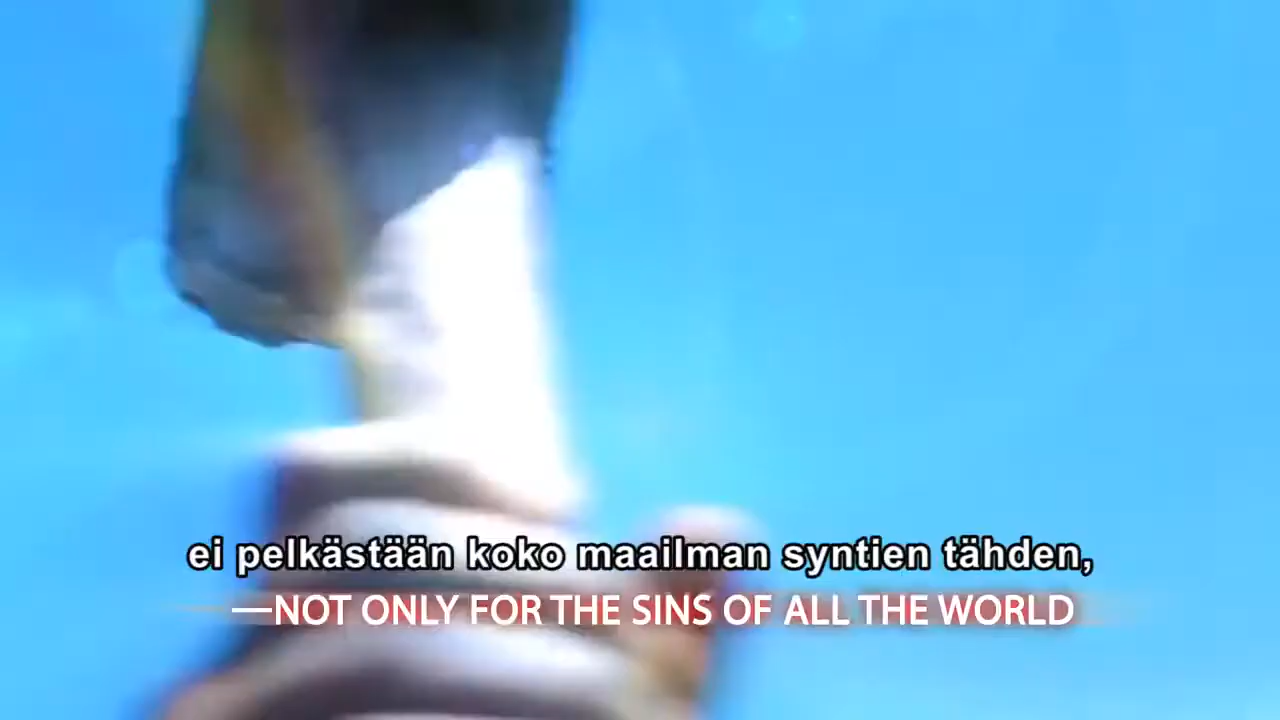 ei pelkästään koko maailman syntien tähden,
—NOT ONLY FOR THE SINS OF ALL THE WORLD